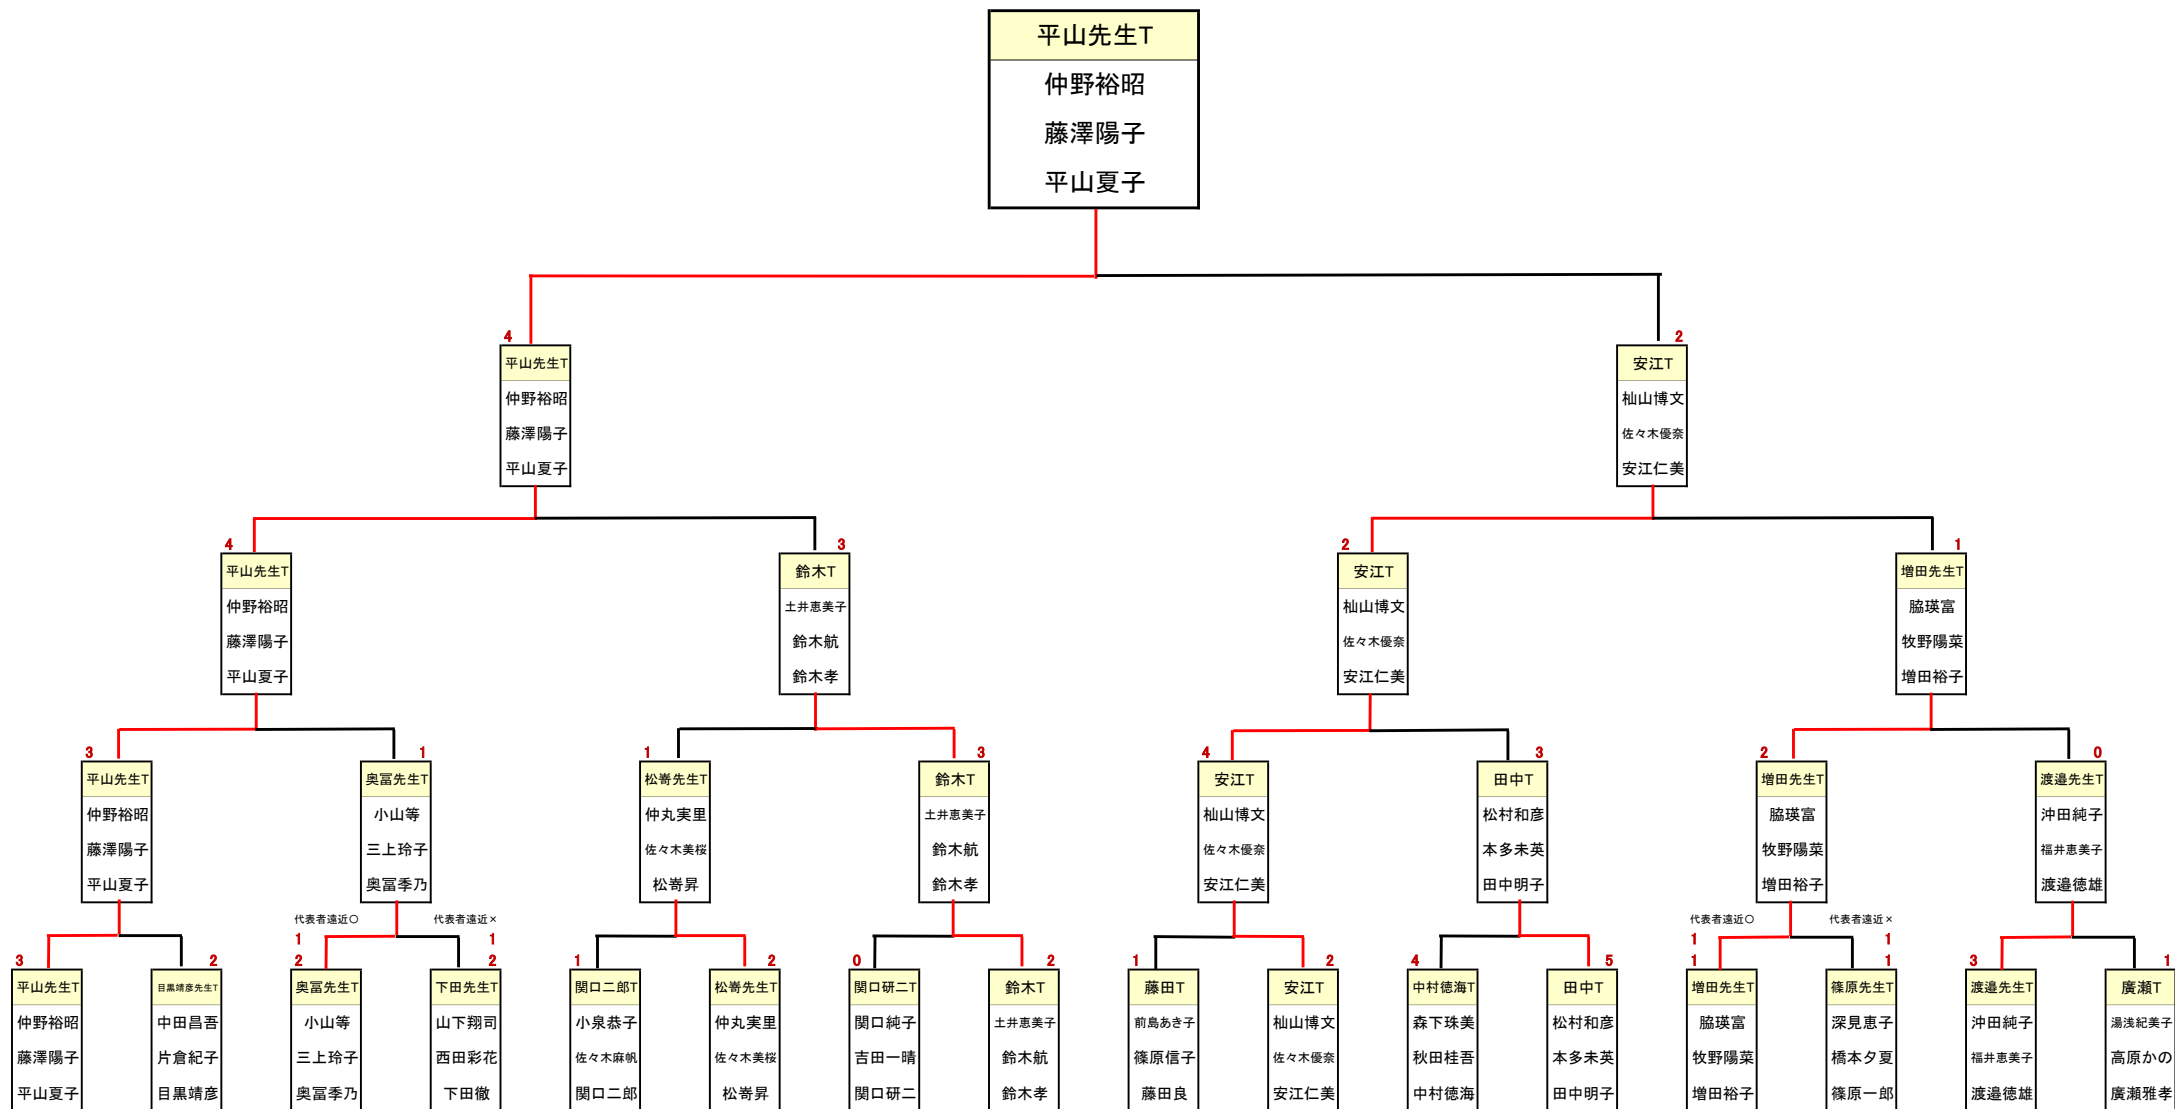 平山先生T
仲野裕昭
藤澤陽子
平山夏子
4
2
平山先生T
安江T
仲野裕昭
杣山博文
藤澤陽子
佐々木優奈
平山夏子
安江仁美
4
3
2
1
平山先生T
鈴木T
安江T
増田先生T
仲野裕昭
土井恵美子
杣山博文
脇瑛富
藤澤陽子
鈴木航
佐々木優奈
牧野陽菜
平山夏子
鈴木孝
安江仁美
増田裕子
3
1
1
3
4
3
2
0
平山先生T
奥冨先生T
松嵜先生T
鈴木T
安江T
田中T
増田先生T
渡邉先生T
仲野裕昭
小山等
仲丸実里
土井恵美子
杣山博文
松村和彦
脇瑛富
沖田純子
藤澤陽子
三上玲子
佐々木美桜
鈴木航
佐々木優奈
本多未英
牧野陽菜
福井恵美子
平山夏子
奥冨季乃
松嵜昇
鈴木孝
安江仁美
田中明子
増田裕子
渡邉徳雄
代表者遠近〇
代表者遠近×
代表者遠近〇
代表者遠近×
1
1
1
1
3
2
2
2
1
2
0
2
1
2
4
5
1
1
3
1
平山先生T
目黒靖彦先生T
奥冨先生T
下田先生T
関口二郎T
松嵜先生T
関口研二T
鈴木T
藤田T
安江T
中村徳海T
田中T
増田先生T
篠原先生T
渡邉先生T
廣瀬T
仲野裕昭
中田昌吾
小山等
山下翔司
小泉恭子
仲丸実里
関口純子
土井恵美子
前島あき子
杣山博文
森下珠美
松村和彦
脇瑛富
深見恵子
沖田純子
湯浅紀美子
藤澤陽子
片倉紀子
三上玲子
西田彩花
佐々木麻帆
佐々木美桜
吉田一晴
鈴木航
篠原信子
佐々木優奈
秋田桂吾
本多未英
牧野陽菜
橋本夕夏
福井恵美子
高原かの
平山夏子
目黒靖彦
奥冨季乃
下田徹
関口二郎
松嵜昇
関口研二
鈴木孝
藤田良
安江仁美
中村徳海
田中明子
増田裕子
篠原一郎
渡邉徳雄
廣瀬雅孝